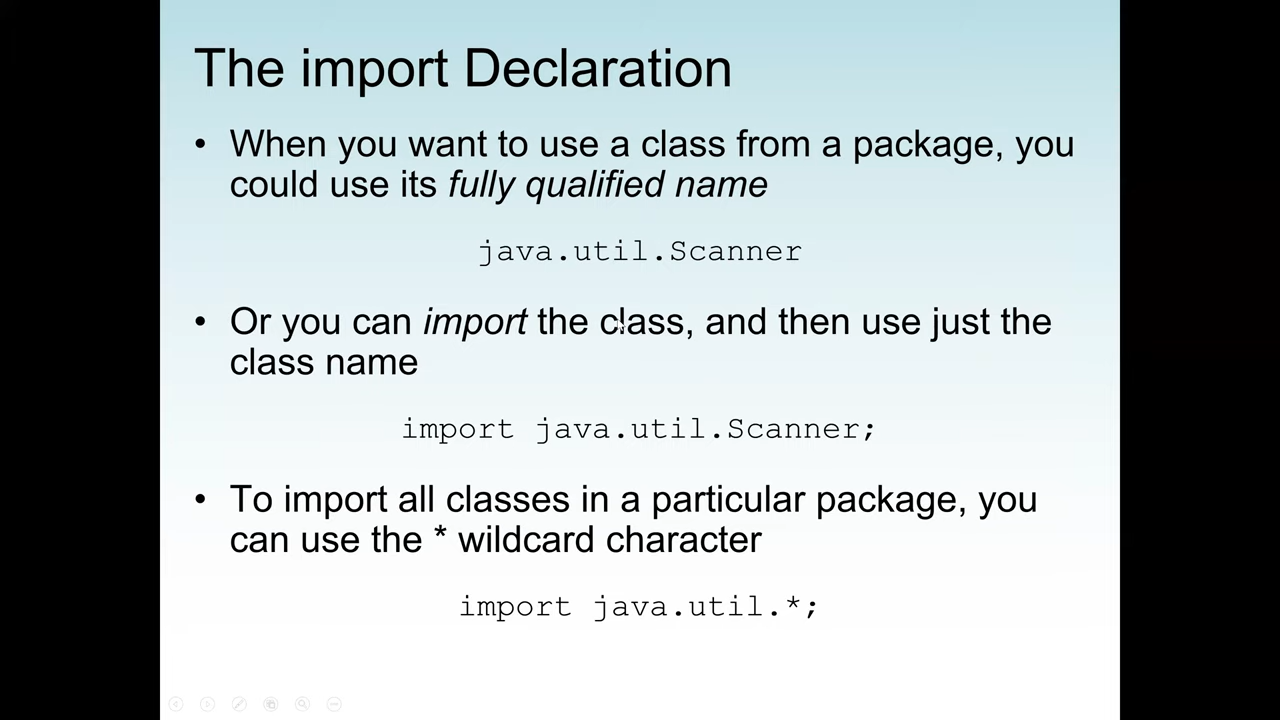 The import Declaration
• When you want to use a class from a package, you
could use its fully qualified name
java.util.Scanner
• Or you can import the class, and then use just the
class name
import java.util.Scanner;
• To import all classes in a particular package, you
can use the * wildcard character
import java.util.*;